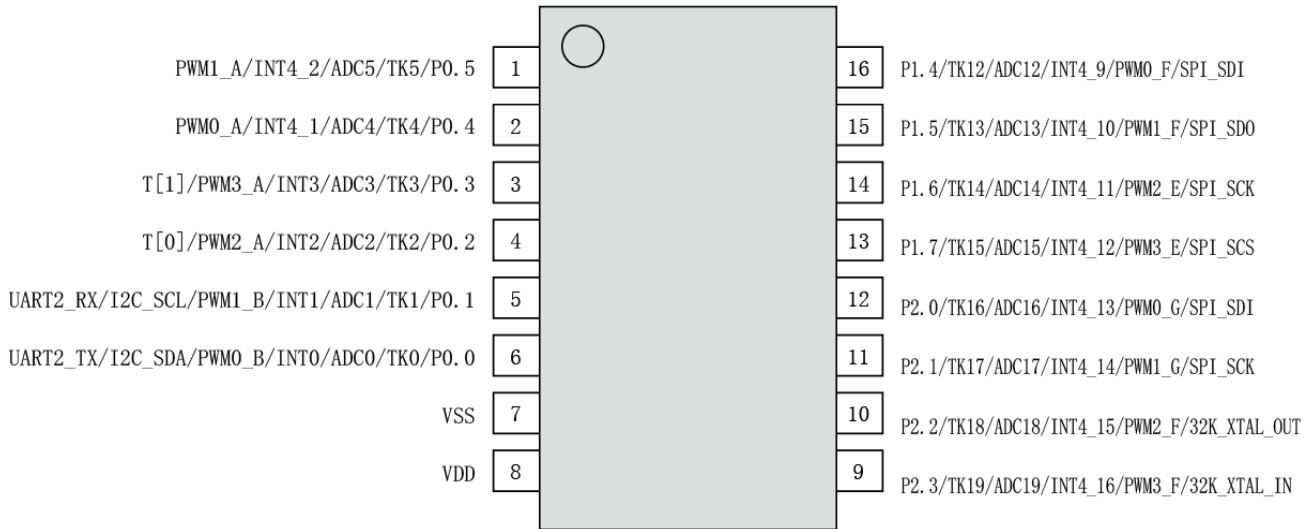 PWM1_A/INT4_2/ADC5/TK5/P0.5 1
PWM0_A/INT4_1/ADC4/TK4/P0.4 2
T[1]/PWM3_A/INT3/ADC3/TK3/P0.3 3
T[0]/PWM2_A/INT2/ADC2/TK2/P0.2 4
UART2_RX/I2C_SCL/PWM1_B/INT1/ADC1/TK1/P0.1 5
UART2_TX/I2C_SDA/PWM0_B/INT0/ADC0/TK0/P0.0 6
VSS 7
VDD 8
16 P1.4/TK12/ADC12/INT4_9/PWM0_F/SPI_SDI
15 P1.5/TK13/ADC13/INT4_10/PWM1_F/SPI_SDO
14 P1.6/TK14/ADC14/INT4_11/PWM2_E/SPI_SCK
13 P1.7/TK15/ADC15/INT4_12/PWM3_E/SPI_SCS
12 P2.0/TK16/ADC16/INT4_13/PWM0_G/SPI_SDI
11 P2.1/TK17/ADC17/INT4_14/PWM1_G/SPI_SCK
10 P2.2/TK18/ADC18/INT4_15/PWM2_F/32K_XTAL_OUT
9 P2.3/TK19/ADC19/INT4_16/PWM3_F/32K_XTAL_IN